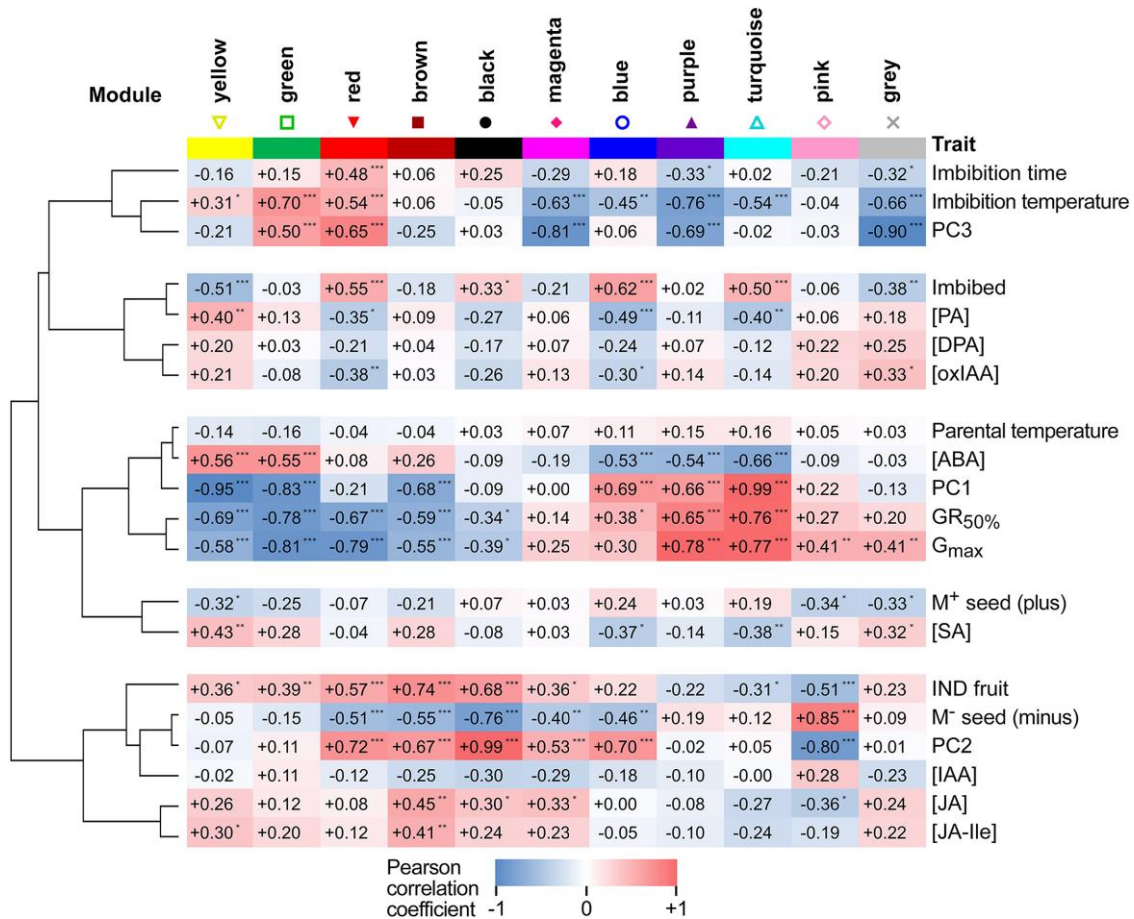 Module
yellow green red brown black magenta blue purple turquoise pink grey
Trait
-0.16 +0.15 +0.48*** +0.06 +0.25 -0.29 +0.18 -0.33* +0.02 -0.21 -0.32* Imbibition time
+0.31* +0.70*** +0.54*** +0.06 -0.05 -0.63*** -0.45** -0.76*** -0.54*** -0.04 -0.66*** Imbibition temperature
-0.21 +0.50*** +0.65*** -0.25 +0.03 -0.81*** +0.06 -0.69*** -0.02 -0.03 -0.90*** PC3
-0.51*** -0.03 +0.55*** -0.18 +0.33* -0.21 +0.62*** +0.02 +0.50*** -0.06 -0.38** Imbibed
+0.40** +0.13 -0.35* +0.09 -0.27 +0.06 -0.49*** -0.11 -0.40** +0.06 +0.18 [PA]
+0.20 +0.03 -0.21 +0.04 -0.17 +0.07 -0.24 +0.07 -0.12 +0.22 +0.25 [DPA]
+0.21 -0.08 -0.38** +0.03 -0.26 +0.13 -0.30* +0.14 -0.14 +0.20 +0.33* [oxIAA]
-0.14 -0.16 -0.04 -0.04 +0.03 +0.07 +0.11 +0.15 +0.16 +0.05 +0.03 Parental temperature
+0.56*** +0.55*** +0.08 +0.26 -0.09 -0.19 -0.53*** -0.54*** -0.66*** -0.09 -0.03 [ABA]
-0.95*** -0.83*** -0.21 -0.68*** -0.09 +0.00 +0.69*** +0.66*** +0.99*** +0.22 -0.13 PC1
-0.69*** -0.78*** -0.67*** -0.59*** -0.34* +0.14 +0.38* +0.65*** +0.76*** +0.27 +0.20 GR50%
-0.58*** -0.81*** -0.79*** -0.55*** -0.39* +0.25 +0.30 +0.78*** +0.77*** +0.41** +0.41** Gmax
-0.32* -0.25 -0.07 -0.21 +0.07 +0.03 +0.24 +0.03 +0.19 -0.34* -0.33* M+ seed (plus)
+0.43** +0.28 -0.04 +0.28 -0.08 +0.03 -0.37* -0.14 -0.38** +0.15 +0.32* [SA]
+0.36* +0.39** +0.57*** +0.74*** +0.68*** +0.36* +0.22 -0.22 -0.31* -0.51*** +0.23 IND fruit
-0.05 -0.15 -0.51*** -0.55*** -0.76*** -0.40** -0.46** +0.19 +0.12 +0.85*** +0.09 M- seed (minus)
-0.07 +0.11 +0.72*** +0.67*** +0.99*** +0.53*** +0.70*** -0.02 +0.05 -0.80*** +0.01 PC2
-0.02 +0.11 -0.12 -0.25 -0.30 -0.29 -0.18 -0.10 -0.00 +0.28 -0.23 [IAA]
+0.26 +0.12 +0.08 +0.45** +0.30* +0.33* +0.00 -0.08 -0.27 -0.36* +0.24 [JA]
+0.30* +0.20 +0.12 +0.41** +0.24 +0.23 -0.05 -0.10 -0.24 -0.19 +0.22 [JA-Ile]
Pearson
correlation
coefficient
-1 0 +1